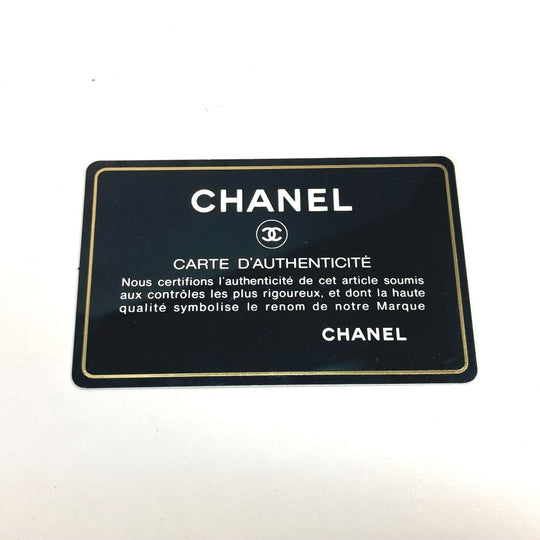 CHANEL
CARTE D'AUTHENTICITÉ
Nous certifions l'authenticité de cet article soumis
aux contrôles les plus rigoureux, et dont la haute
qualité symbolise le renom de notre Marque
CHANEL